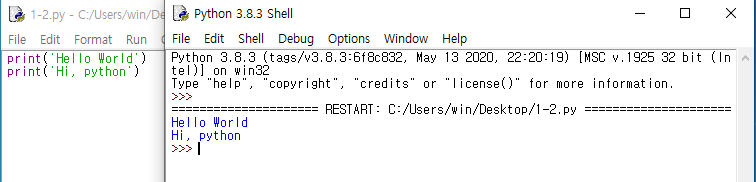 1-2.py - C:/Users/win/De
File Edit Format Run
print('Hello World')
print('Hi, python')
Python 3.8.3 Shell
File Edit Shell Debug Options Window Help
Python 3.8.3 (tags/v3.8.3:6f8c832, May 13 2020, 22:20:19) [MSC v.1925 32 bit (In
tel)] on win32
Type "help", "copyright", "credits" or "license()" for more information.
>>>
===================== RESTART: C:/Users/win/Desktop/1-2.py =====================
Hello World
Hi, python
>>>